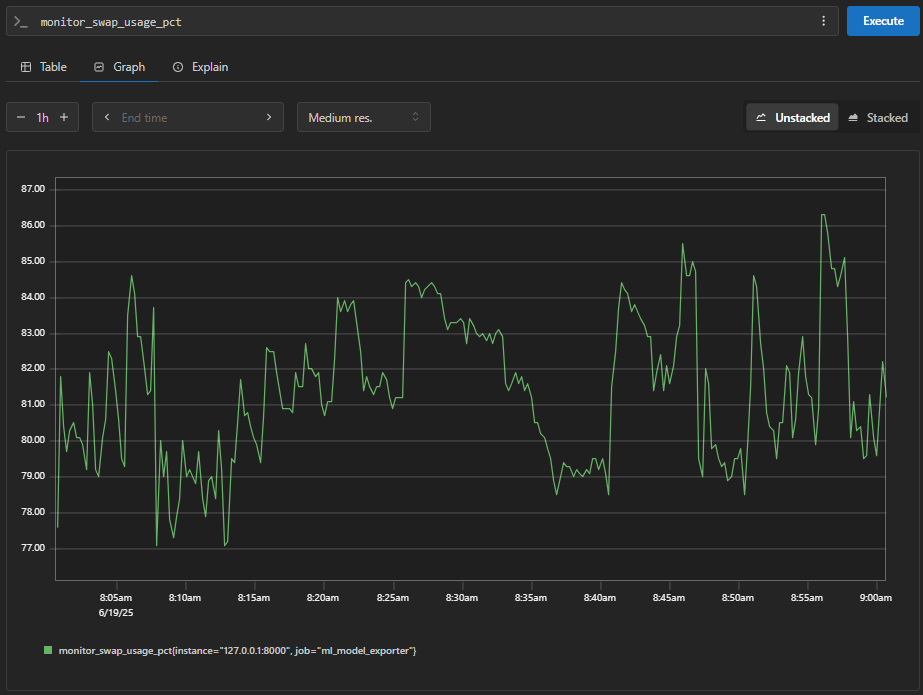 >_ monitor_swap_usage_pct
Execute
Table Graph Explain
− 1h + < End time > Medium res. Unstacked Stacked
87.00
86.00
85.00
84.00
83.00
82.00
81.00
80.00
79.00
78.00
77.00
8:05am 8:10am 8:15am 8:20am 8:25am 8:30am 8:35am 8:40am 8:45am 8:50am 8:55am 9:00am
6/19/25
monitor_swap_usage_pct{instance="127.0.0.1:8000", job="ml_model_exporter"}